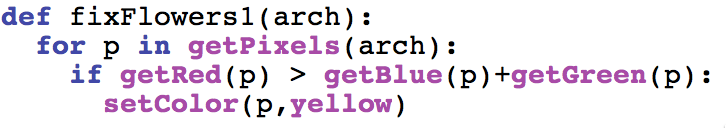 def fixFlowers1(arch):
  for p in getPixels(arch):
    if getRed(p) > getBlue(p)+getGreen(p):
      setColor(p,yellow)